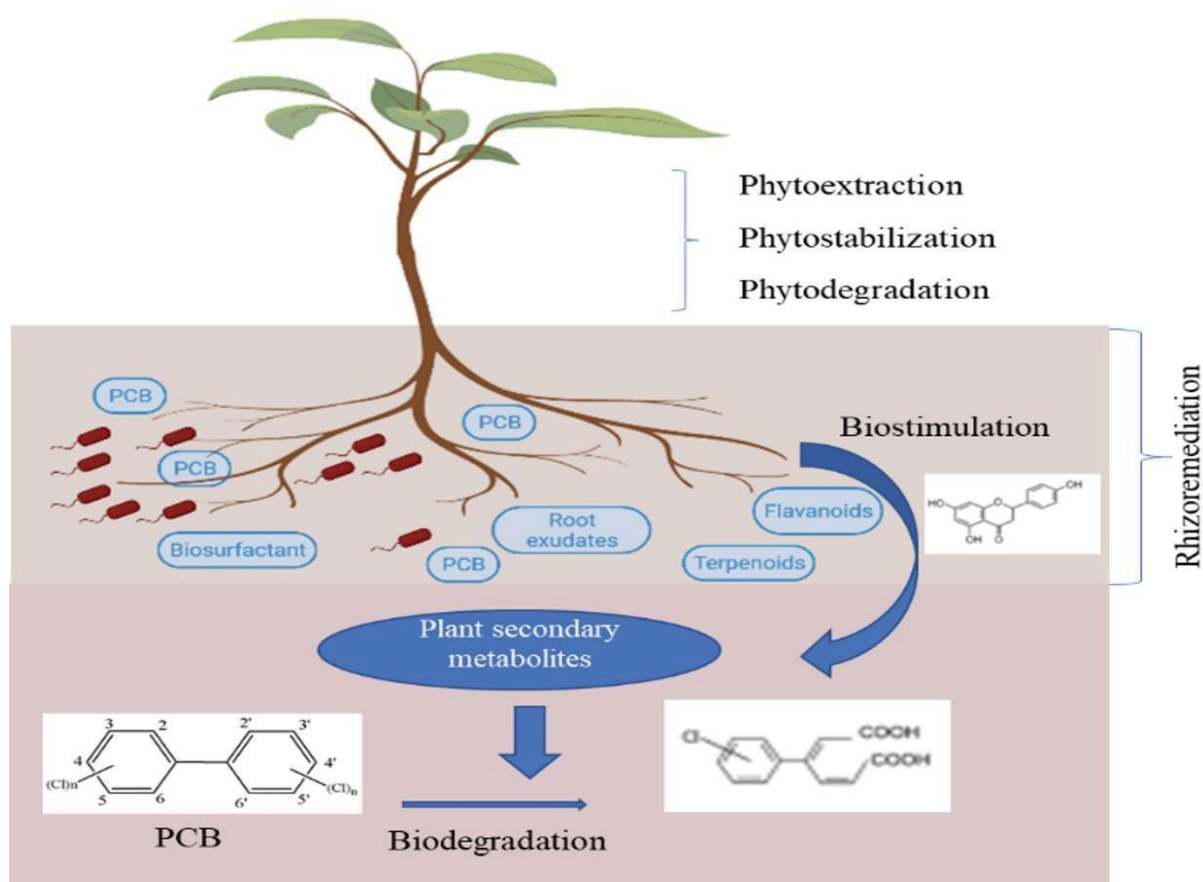 Phytoextraction
Phytostabilization
Phytodegradation
Rhizoremediation
PCB
PCB
Biostimulation
PCB
HO
O
OH
OH
O
Flavanoids
Root
exudates
Biosurfactant
PCB
Terpenoids
Plant secondary
metabolites
3 2 2' 3'
4 4'
(Cl)n (Cl)n
5 6 6' 5'
PCB
Cl COOH
COOH
Biodegradation